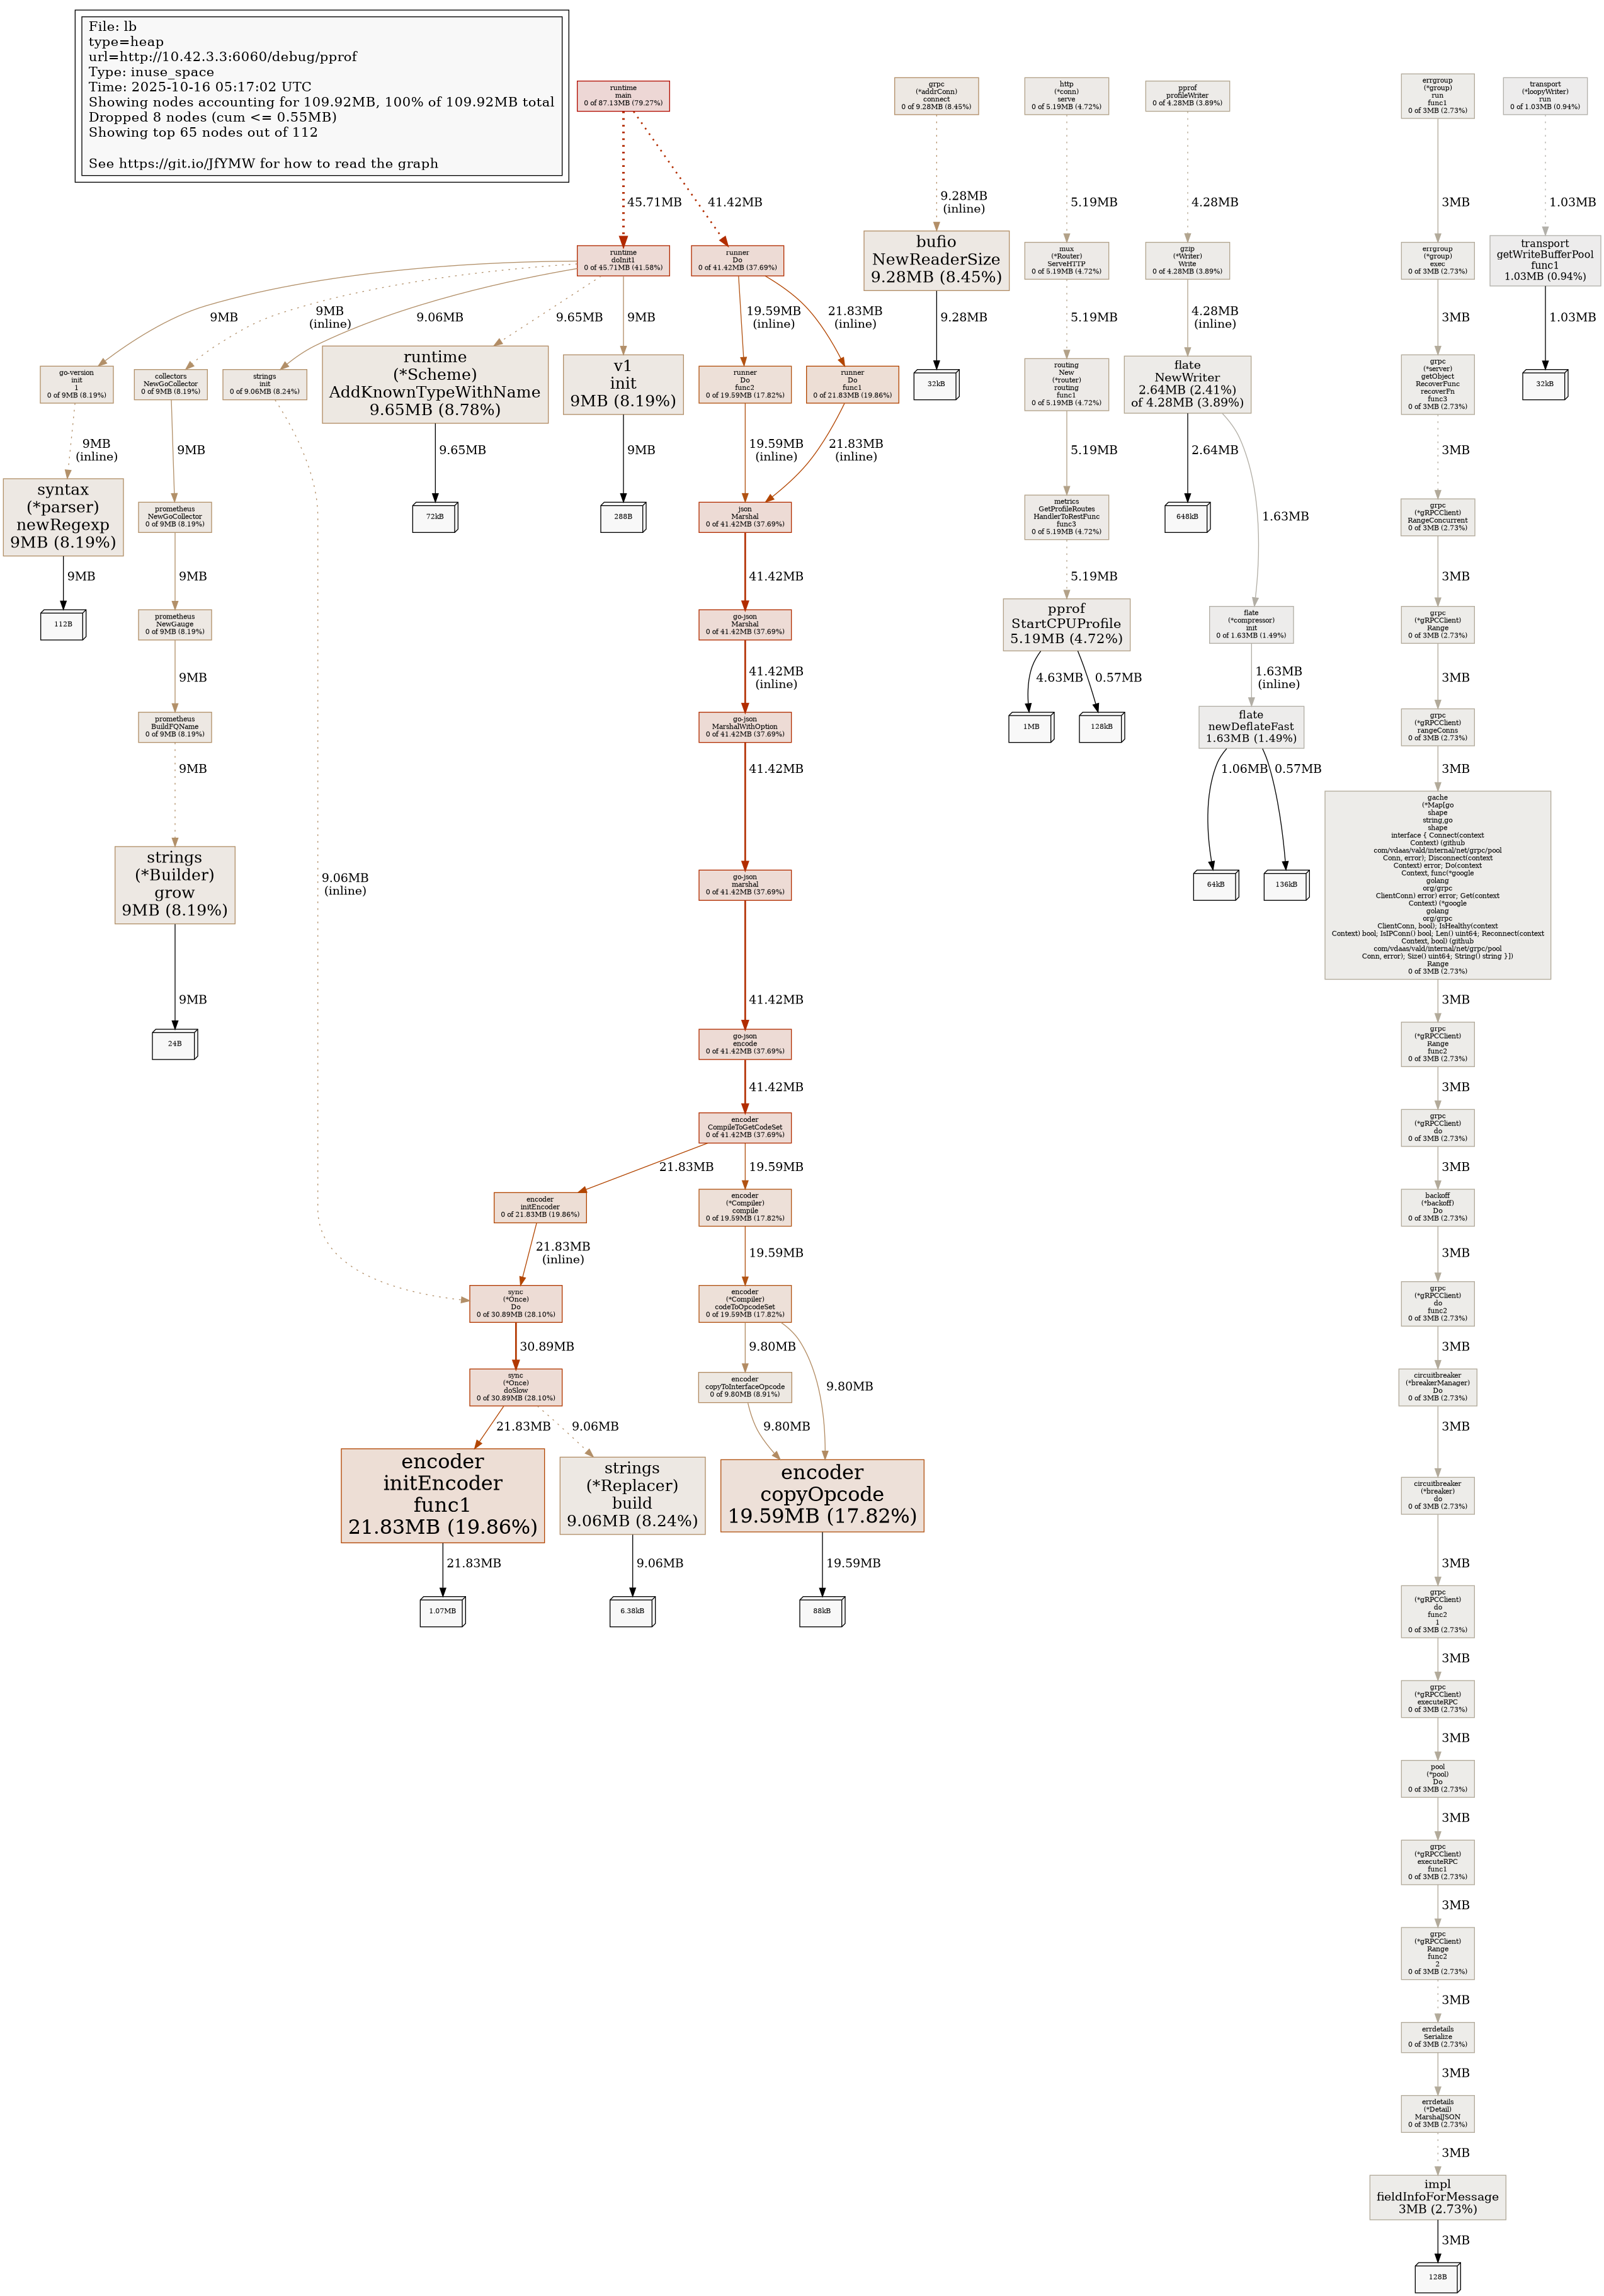 File: lb
type=heap
url=http://10.42.3.3:6060/debug/pprof
Type: inuse_space
Time: 2025-10-16 05:17:02 UTC
Showing nodes accounting for 109.92MB, 100% of 109.92MB total
Dropped 8 nodes (cum <= 0.55MB)
Showing top 65 nodes out of 112
See https://git.io/JfYMW for how to read the graph
runtime
main
0 of 87.13MB (79.27%)
45.71MB
41.42MB
runtime
doInit1
0 of 45.71MB (41.58%)
runner
Do
0 of 41.42MB (37.69%)
9MB
9MB
(inline)
9.06MB
9.65MB
9MB
19.59MB
(inline)
21.83MB
(inline)
go-version
init
1
0 of 9MB (8.19%)
9MB
(inline)
syntax
(*parser)
newRegexp
9MB (8.19%)
9MB
112B
collectors
NewGoCollector
0 of 9MB (8.19%)
9MB
prometheus
NewGoCollector
0 of 9MB (8.19%)
9MB
prometheus
NewGauge
0 of 9MB (8.19%)
9MB
prometheus
BuildFQName
0 of 9MB (8.19%)
9MB
strings
(*Builder)
grow
9MB (8.19%)
9MB
24B
strings
init
0 of 9.06MB (8.24%)
9.06MB
(inline)
runtime
(*Scheme)
AddKnownTypeWithName
9.65MB (8.78%)
9.65MB
72kB
v1
init
9MB (8.19%)
9MB
288B
runner
Do
func2
0 of 19.59MB (17.82%)
19.59MB
(inline)
runner
Do
func1
0 of 21.83MB (19.86%)
21.83MB
(inline)
json
Marshal
0 of 41.42MB (37.69%)
41.42MB
go-json
Marshal
0 of 41.42MB (37.69%)
41.42MB
(inline)
go-json
MarshalWithOption
0 of 41.42MB (37.69%)
41.42MB
go-json
marshal
0 of 41.42MB (37.69%)
41.42MB
go-json
encode
0 of 41.42MB (37.69%)
41.42MB
encoder
CompileToGetCodeSet
0 of 41.42MB (37.69%)
21.83MB
19.59MB
encoder
initEncoder
0 of 21.83MB (19.86%)
21.83MB
(inline)
sync
(*Once)
Do
0 of 30.89MB (28.10%)
30.89MB
sync
(*Once)
doSlow
0 of 30.89MB (28.10%)
21.83MB
9.06MB
encoder
initEncoder
func1
21.83MB (19.86%)
21.83MB
1.07MB
strings
(*Replacer)
build
9.06MB (8.24%)
9.06MB
6.38kB
encoder
(*Compiler)
compile
0 of 19.59MB (17.82%)
19.59MB
encoder
(*Compiler)
codeToOpcodeSet
0 of 19.59MB (17.82%)
9.80MB
9.80MB
encoder
copyToInterfaceOpcode
0 of 9.80MB (8.91%)
9.80MB
encoder
copyOpcode
19.59MB (17.82%)
19.59MB
88kB
grpc
(*addrConn)
connect
0 of 9.28MB (8.45%)
9.28MB
(inline)
bufio
NewReaderSize
9.28MB (8.45%)
9.28MB
32kB
http
(*conn)
serve
0 of 5.19MB (4.72%)
5.19MB
mux
(*Router)
ServeHTTP
0 of 5.19MB (4.72%)
5.19MB
routing
New
(*router)
routing
func1
0 of 5.19MB (4.72%)
5.19MB
metrics
GetProfileRoutes
HandlerToRestFunc
func3
0 of 5.19MB (4.72%)
5.19MB
pprof
StartCPUProfile
5.19MB (4.72%)
4.63MB
0.57MB
1MB
128kB
pprof
profileWriter
0 of 4.28MB (3.89%)
4.28MB
gzip
(*Writer)
Write
0 of 4.28MB (3.89%)
4.28MB
(inline)
flate
NewWriter
2.64MB (2.41%)
of 4.28MB (3.89%)
2.64MB
1.63MB
648kB
flate
(*compressor)
init
0 of 1.63MB (1.49%)
1.63MB
(inline)
flate
newDeflateFast
1.63MB (1.49%)
1.06MB
0.57MB
64kB
136kB
errgroup
(*group)
run
func1
0 of 3MB (2.73%)
3MB
errgroup
(*group)
exec
0 of 3MB (2.73%)
3MB
grpc
(*server)
getObject
RecoverFunc
recoverFn
func3
0 of 3MB (2.73%)
3MB
grpc
(*gRPCClient)
RangeConcurrent
0 of 3MB (2.73%)
3MB
grpc
(*gRPCClient)
Range
0 of 3MB (2.73%)
3MB
grpc
(*gRPCClient)
rangeConns
0 of 3MB (2.73%)
3MB
gache
(*Map[go
shape
string,go
shape
interface { Connect(context
Context) (github
com/vdaas/vald/internal/net/grpc/pool
Conn, error); Disconnect(context
Context) error; Do(context
Context, func(*google
golang
org/grpc
ClientConn) error) error; Get(context
Context) (*google
golang
org/grpc
ClientConn, bool); IsHealthy(context
Context) bool; IsIPConn() bool; Len() uint64; Reconnect(context
Context, bool) (github
com/vdaas/vald/internal/net/grpc/pool
Conn, error); Size() uint64; String() string }])
Range
0 of 3MB (2.73%)
3MB
grpc
(*gRPCClient)
Range
func2
0 of 3MB (2.73%)
3MB
grpc
(*gRPCClient)
do
0 of 3MB (2.73%)
3MB
backoff
(*backoff)
Do
0 of 3MB (2.73%)
3MB
grpc
(*gRPCClient)
do
func2
0 of 3MB (2.73%)
3MB
circuitbreaker
(*breakerManager)
Do
0 of 3MB (2.73%)
3MB
circuitbreaker
(*breaker)
do
0 of 3MB (2.73%)
3MB
grpc
(*gRPCClient)
do
func2
1
0 of 3MB (2.73%)
3MB
grpc
(*gRPCClient)
executeRPC
0 of 3MB (2.73%)
3MB
pool
(*pool)
Do
0 of 3MB (2.73%)
3MB
grpc
(*gRPCClient)
executeRPC
func1
0 of 3MB (2.73%)
3MB
grpc
(*gRPCClient)
Range
func2
2
0 of 3MB (2.73%)
3MB
errdetails
Serialize
0 of 3MB (2.73%)
3MB
errdetails
(*Detail)
MarshalJSON
0 of 3MB (2.73%)
3MB
impl
fieldInfoForMessage
3MB (2.73%)
3MB
128B
transport
(*loopyWriter)
run
0 of 1.03MB (0.94%)
1.03MB
transport
getWriteBufferPool
func1
1.03MB (0.94%)
1.03MB
32kB